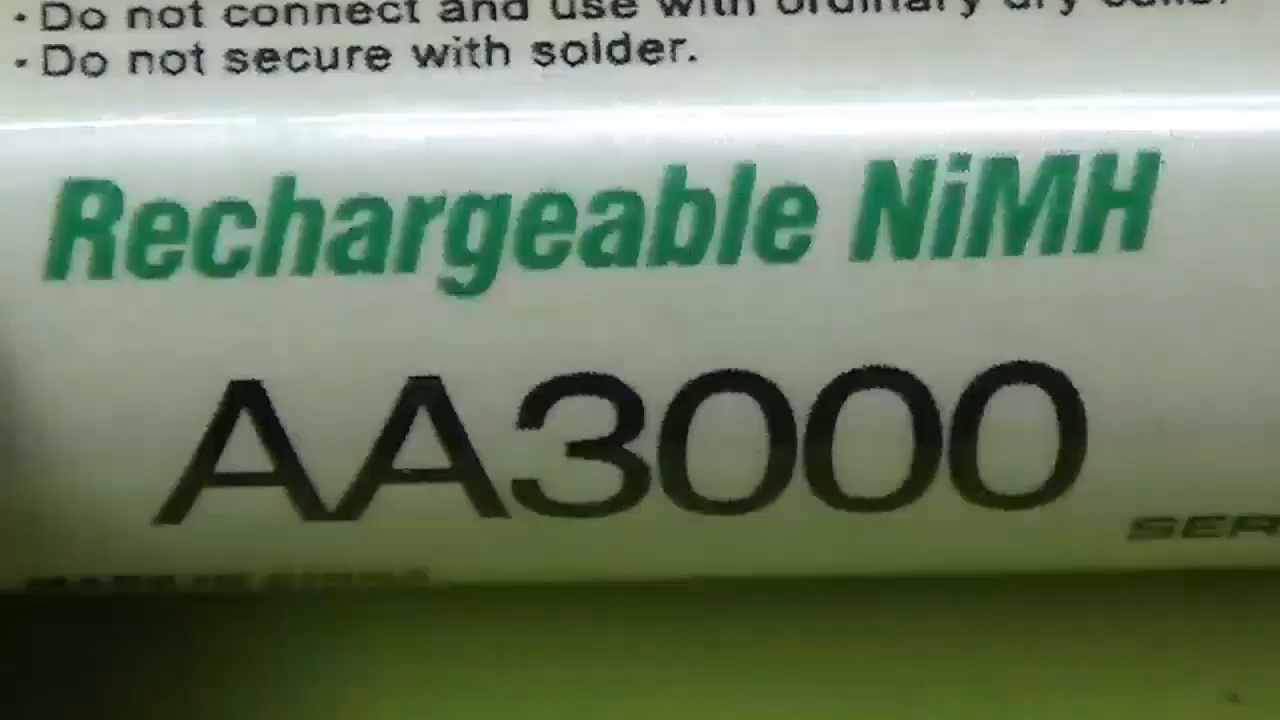 · Do not connect and use with ordinary dry cells.
· Do not secure with solder.
Rechargeable NiMH
AA3000
SER